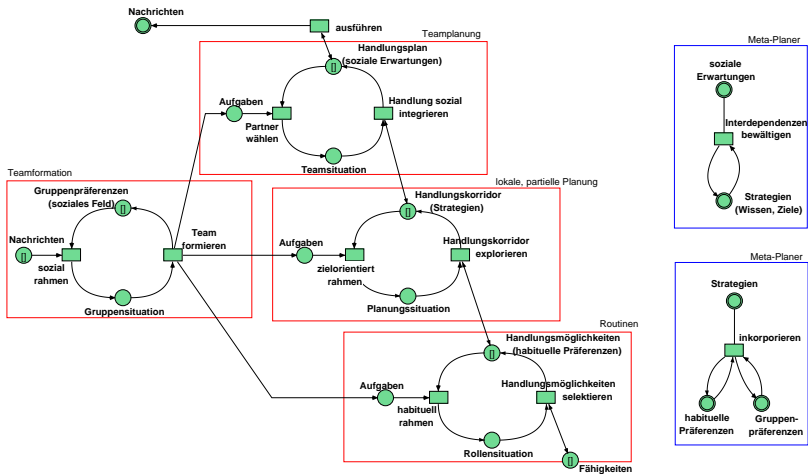 Nachrichten
ausführen
Teamplanung
Handlungsplan
(soziale Erwartungen)
[]
Aufgaben
Partner
wählen
Handlung sozial
integrieren
Teamsituation
Teamformation
Gruppenpräferenzen
(soziales Feld)
[]
Nachrichten
[]
sozial
rahmen
Team
formieren
Gruppensituation
lokale, partielle Planung
Handlungskorridor
(Strategien)
[]
Aufgaben
zielorientiert
rahmen
Handlungskorridor
explorieren
Planungssituation
Routinen
Handlungsmöglichkeiten
(habituelle Präferenzen)
[]
Aufgaben
habituell
rahmen
Handlungsmöglichkeiten
selektieren
Rollensituation
[]
Fähigkeiten
Meta-Planer
soziale
Erwartungen
Interdependenzen
bewältigen
Strategien
(Wissen, Ziele)
Meta-Planer
Strategien
inkorporieren
habituelle
Präferenzen
Gruppen-
präferenzen